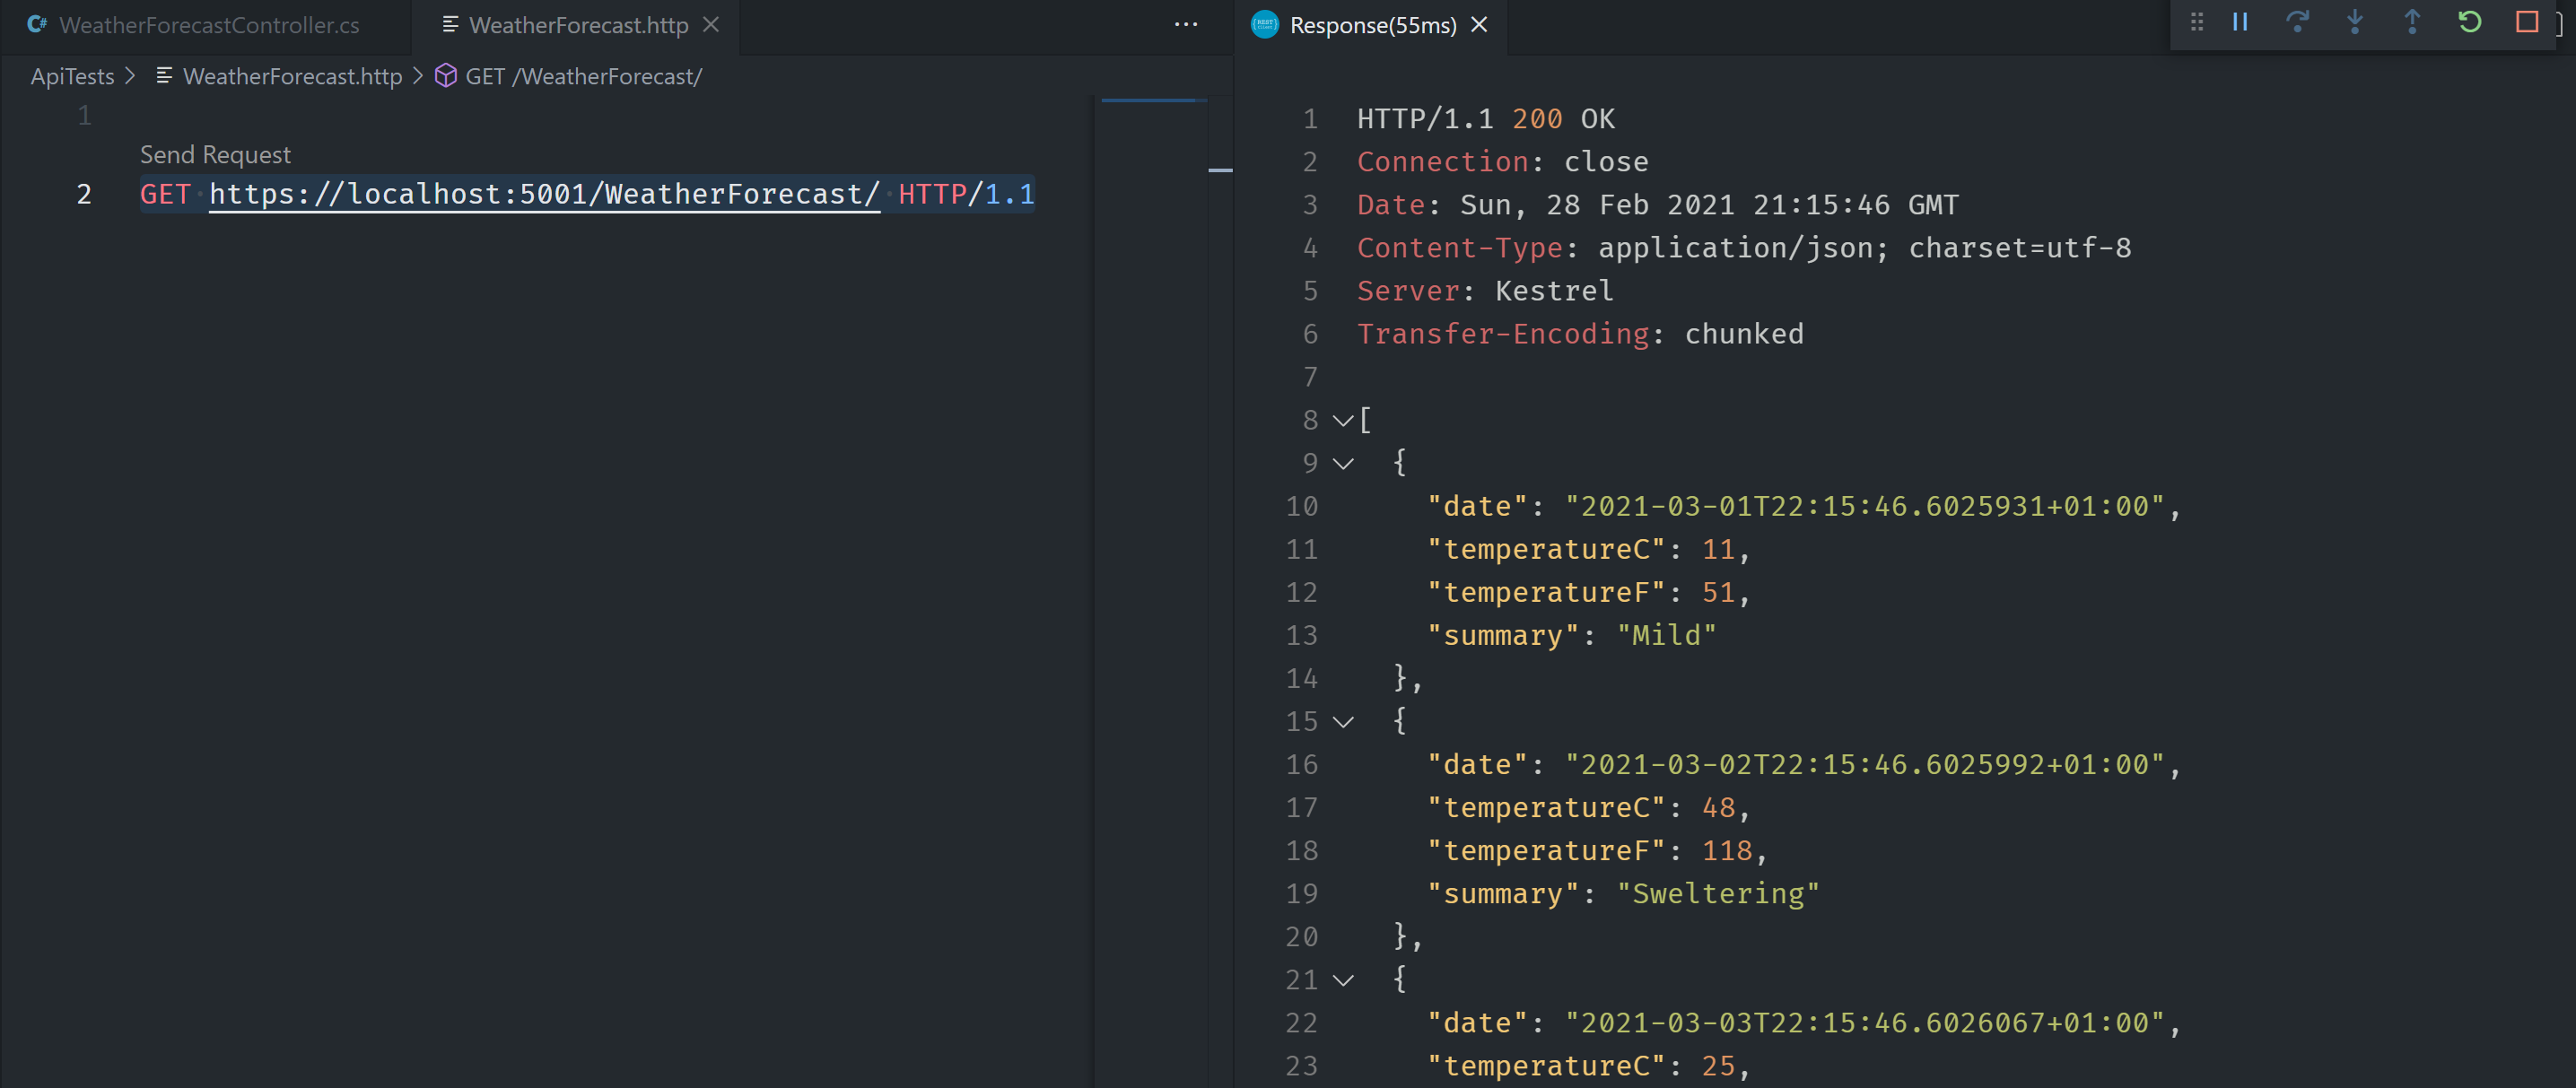 C# WeatherForecastController.cs
WeatherForecast.http
ApiTests > WeatherForecast.http > GET /WeatherForecast/
1
Send Request
2 GET https://localhost:5001/WeatherForecast/ HTTP/1.1
Response(55ms)
1 HTTP/1.1 200 OK
2 Connection: close
3 Date: Sun, 28 Feb 2021 21:15:46 GMT
4 Content-Type: application/json; charset=utf-8
5 Server: Kestrel
6 Transfer-Encoding: chunked
7
8 [
9 {
10 "date": "2021-03-01T22:15:46.6025931+01:00",
11 "temperatureC": 11,
12 "temperatureF": 51,
13 "summary": "Mild"
14 },
15 {
16 "date": "2021-03-02T22:15:46.6025992+01:00",
17 "temperatureC": 48,
18 "temperatureF": 118,
19 "summary": "Sweltering"
20 },
21 {
22 "date": "2021-03-03T22:15:46.6026067+01:00",
23 "temperatureC": 25,